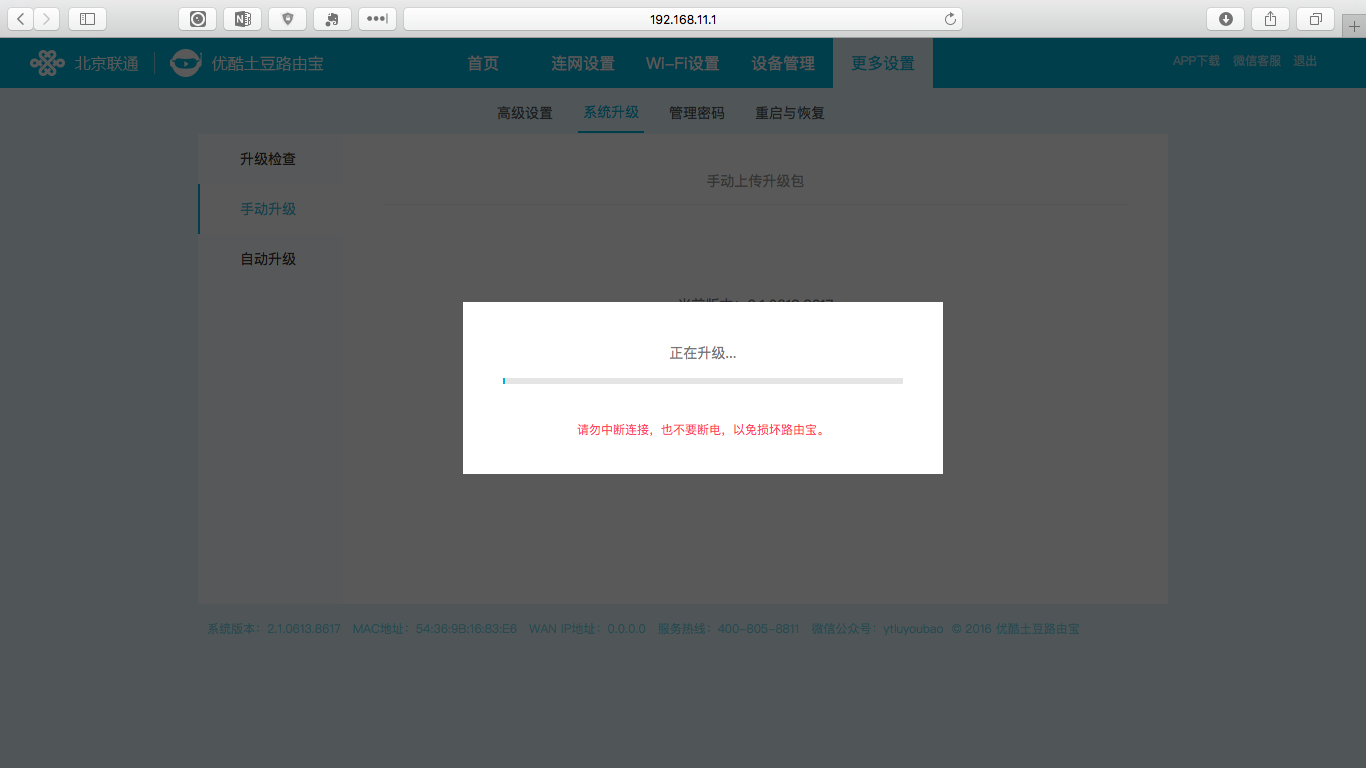 192.168.11.1
北京联通 优酷土豆路由宝 首页 连网设置 Wi-Fi设置 设备管理 更多设置 APP下载 微信客服 退出
高级设置 系统升级 管理密码 重启与恢复
升级检查
手动上传升级包
手动升级
自动升级
正在升级...
请勿中断连接，也不要断电，以免损坏路由宝。
系统版本：2.1.0613.8617 MAC地址：54:36:9B:16:83:E6 WAN IP地址：0.0.0.0 服务热线：400-805-8811 微信公众号：ytluyoubao © 2016 优酷土豆路由宝